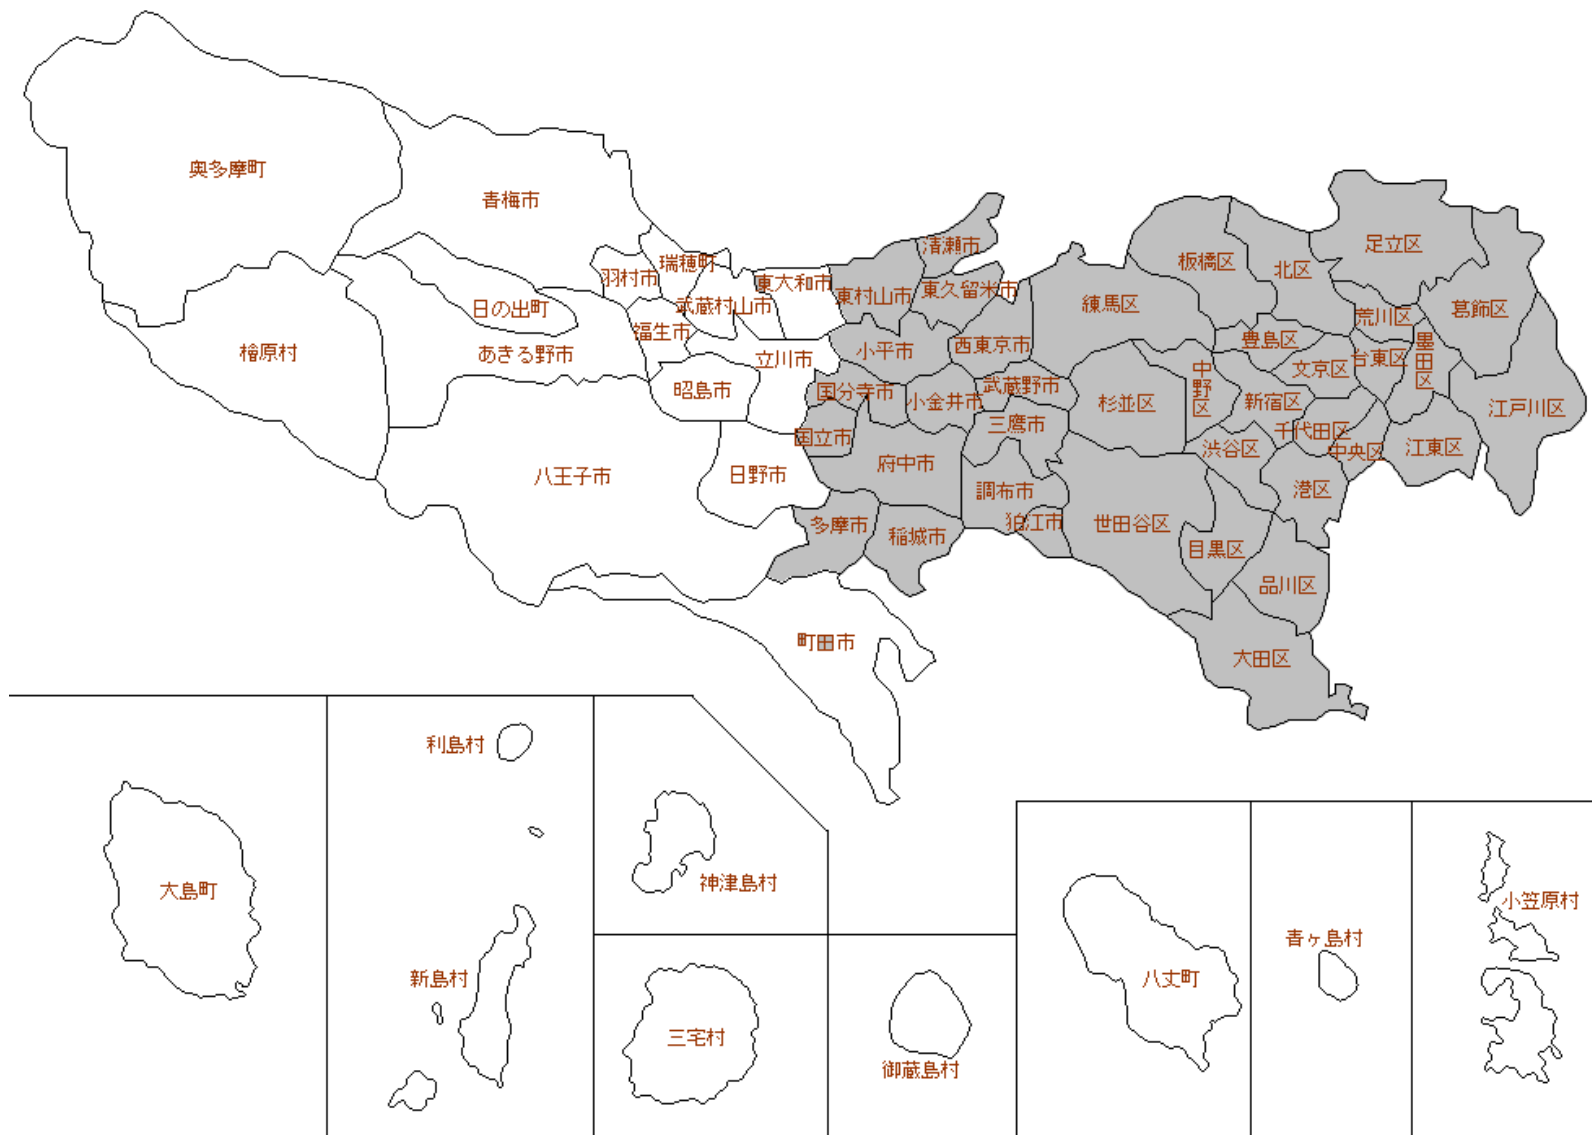 奥多摩町
青梅市
檜原村
日の出町
あきる野市
羽村市
瑞穂町
福生市
武蔵村山市
東大和市
立川市
昭島市
八王子市
日野市
町田市
東村山市
清瀬市
東久留米市
小平市
西東京市
国分寺市
小金井市
武蔵野市
三鷹市
国立市
府中市
調布市
狛江市
多摩市
稲城市
練馬区
板橋区
北区
足立区
葛飾区
荒川区
豊島区
文京区
台東区
墨田区
江戸川区
杉並区
中野区
新宿区
千代田区
中央区
江東区
渋谷区
港区
世田谷区
目黒区
品川区
大田区
大島町
利島村
新島村
神津島村
三宅村
御蔵島村
八丈町
青ヶ島村
小笠原村